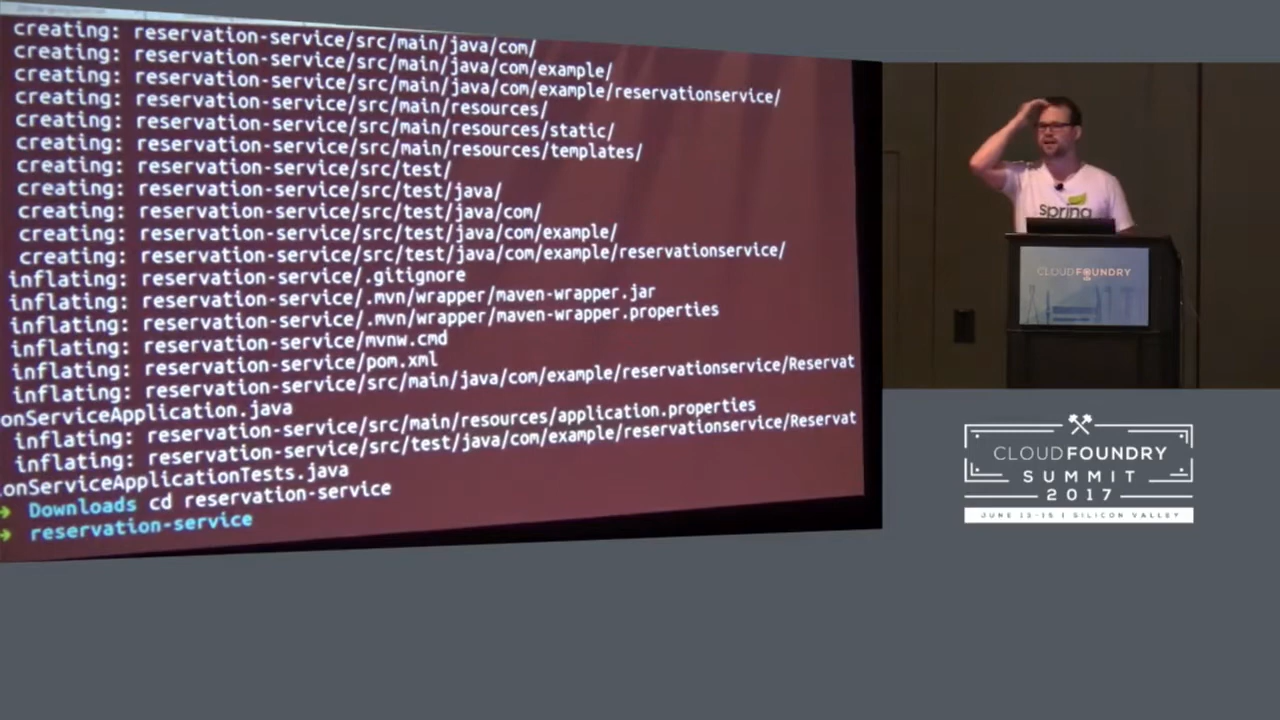 creating: reservation-service/src/main/java/com/
creating: reservation-service/src/main/java/com/example/
creating: reservation-service/src/main/java/com/example/reservationservice/
creating: reservation-service/src/main/resources/
creating: reservation-service/src/main/resources/static/
creating: reservation-service/src/main/resources/templates/
creating: reservation-service/src/test/
creating: reservation-service/src/test/java/
creating: reservation-service/src/test/java/com/
creating: reservation-service/src/test/java/com/example/
creating: reservation-service/src/test/java/com/example/reservationservice/
inflating: reservation-service/.gitignore
inflating: reservation-service/.mvn/wrapper/maven-wrapper.jar
inflating: reservation-service/.mvn/wrapper/maven-wrapper.properties
inflating: reservation-service/mvnw.cmd
inflating: reservation-service/pom.xml
inflating: reservation-service/src/main/java/com/example/reservationservice/Reservat
onServiceApplication.java
inflating: reservation-service/src/main/resources/application.properties
inflating: reservation-service/src/test/java/com/example/reservationservice/Reservat
onServiceApplicationTests.java
→ Downloads cd reservation-service
→ reservation-service
spring
CLOUDFOUNDRY
CLOUDFOUNDRY
SUMMIT
2017
JUNE 13-15 | SILICON VALLEY